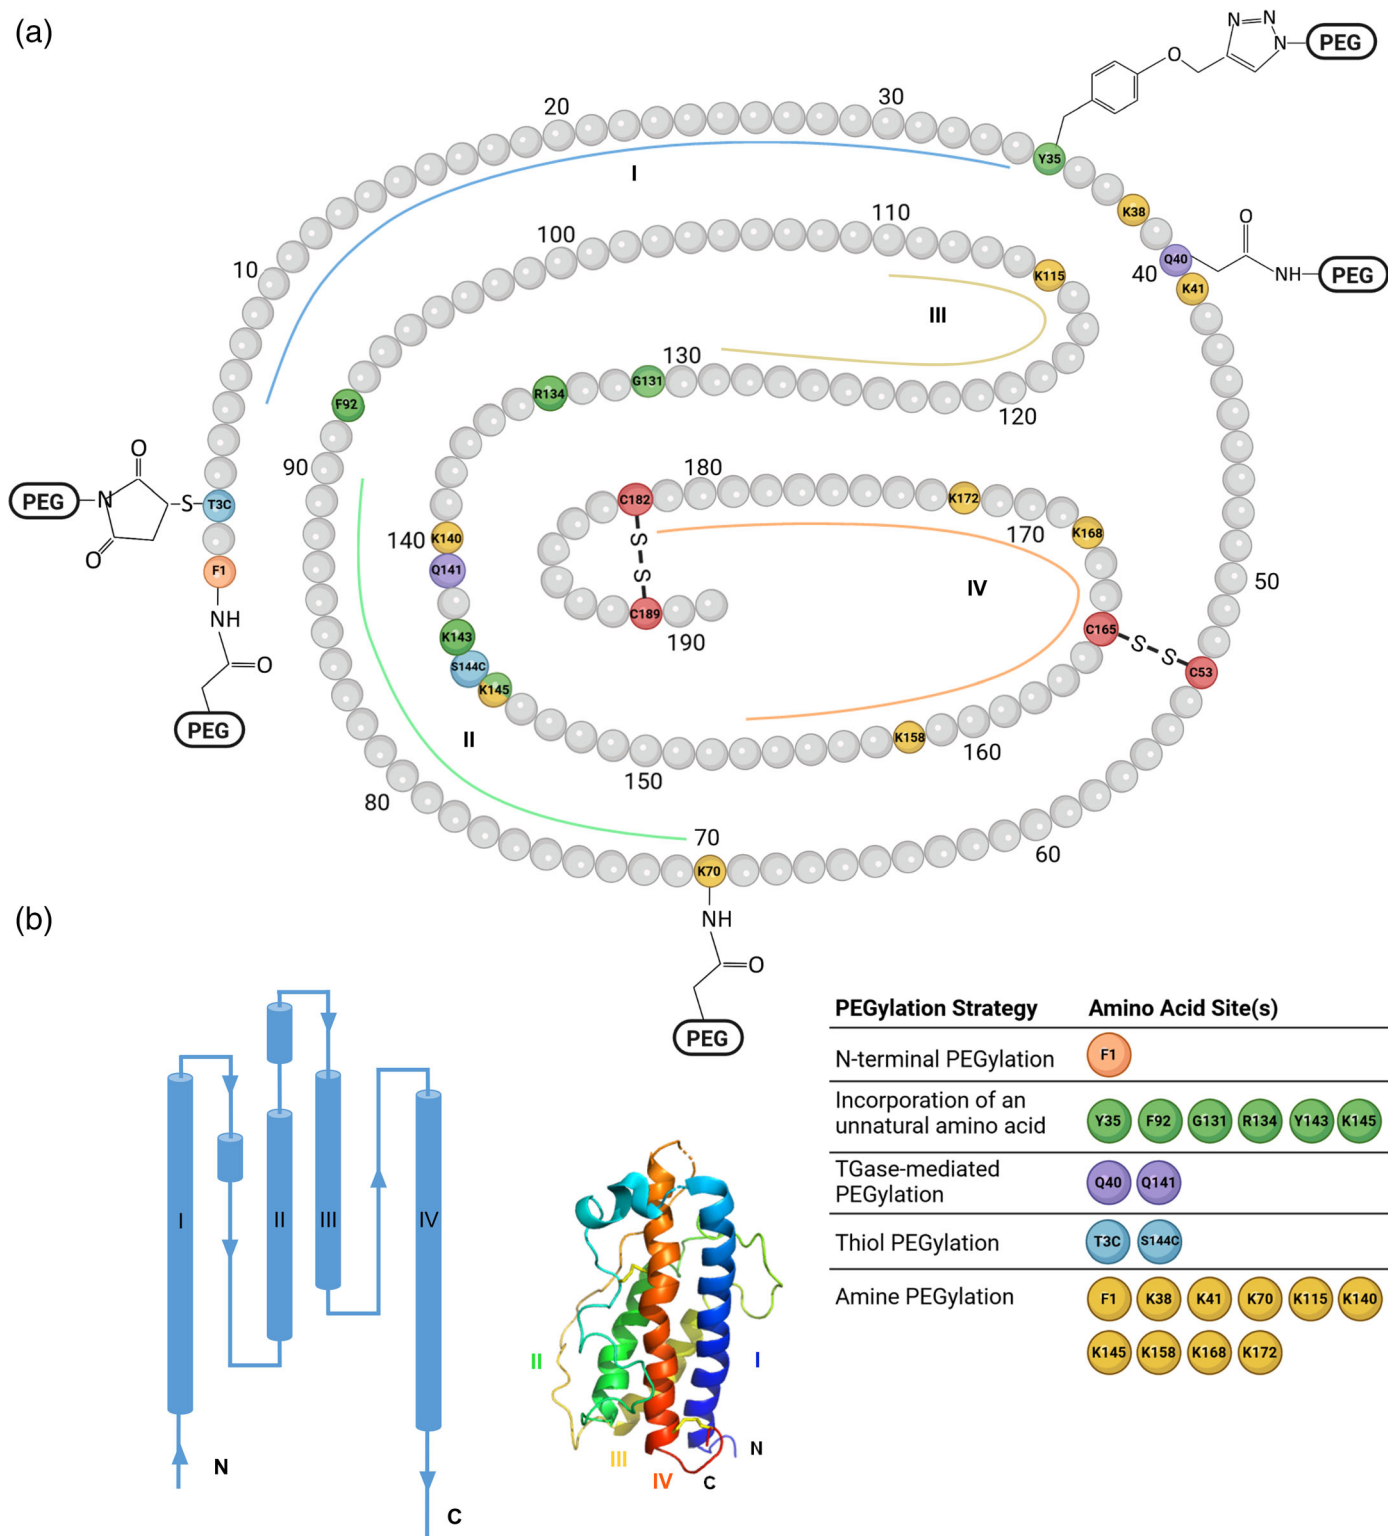 (a)
N=N
N
PEG
O
20
30
Y35
I
K38
O
100
110
Q40
40
NH
PEG
10
K115
K41
III
130
F92
R134
G131
120
O
90
180
PEG
N
S
T3C
C182
K172
170
K168
140
K140
S
O
F1
Q141
S
IV
50
NH
C189
C165
S
S
C53
K143
190
O
S144C
K145
PEG
II
K158
160
150
80
70
60
K70
(b)
NH
O
PEG
PEGylation Strategy Amino Acid Site(s)
N-terminal PEGylation F1
Incorporation of an
unnatural amino acid Y35 F92 G131 R134 Y143 K145
TGase-mediated
PEGylation Q40 Q141
Thiol PEGylation T3C S144C
Amine PEGylation F1 K38 K41 K70 K115 K140
K145 K158 K168 K172
I
II
III
IV
N
C
II
I
III
IV
C
N